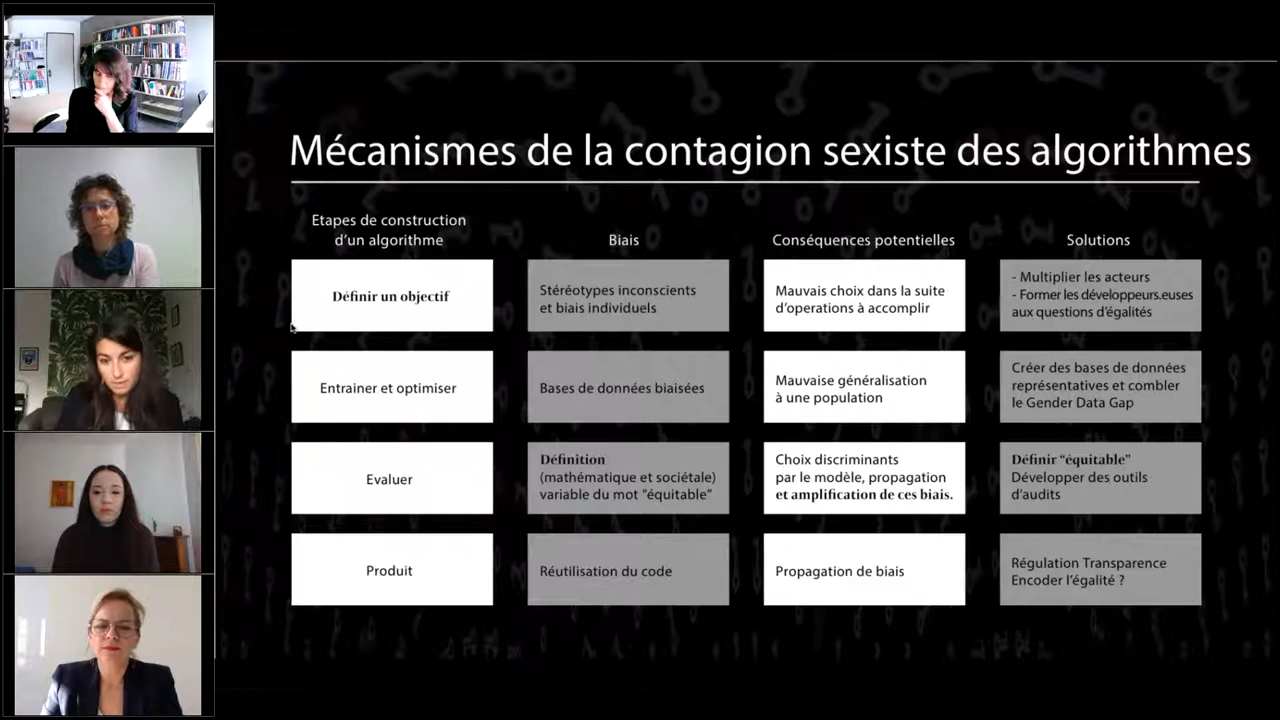 Mécanismes de la contagion sexiste des algorithmes
Etapes de construction
d'un algorithme
Biais
Conséquences potentielles
Solutions
Définir un objectif
Stéréotypes inconscients
et biais individuels
Mauvais choix dans la suite
d'operations à accomplir
- Multiplier les acteurs
- Former les développeurs.euses
aux questions d'égalités
Entrainer et optimiser
Bases de données biaisées
Mauvaise généralisation
à une population
Créer des bases de données
représentatives et combler
le Gender Data Gap
Evaluer
Définition
(mathématique et sociétale)
variable du mot "équitable"
Choix discriminants
par le modèle, propagation
et amplification de ces biais.
Définir "équitable"
Développer des outils
d'audits
Produit
Réutilisation du code
Propagation de biais
Régulation Transparence
Encoder l'égalité ?